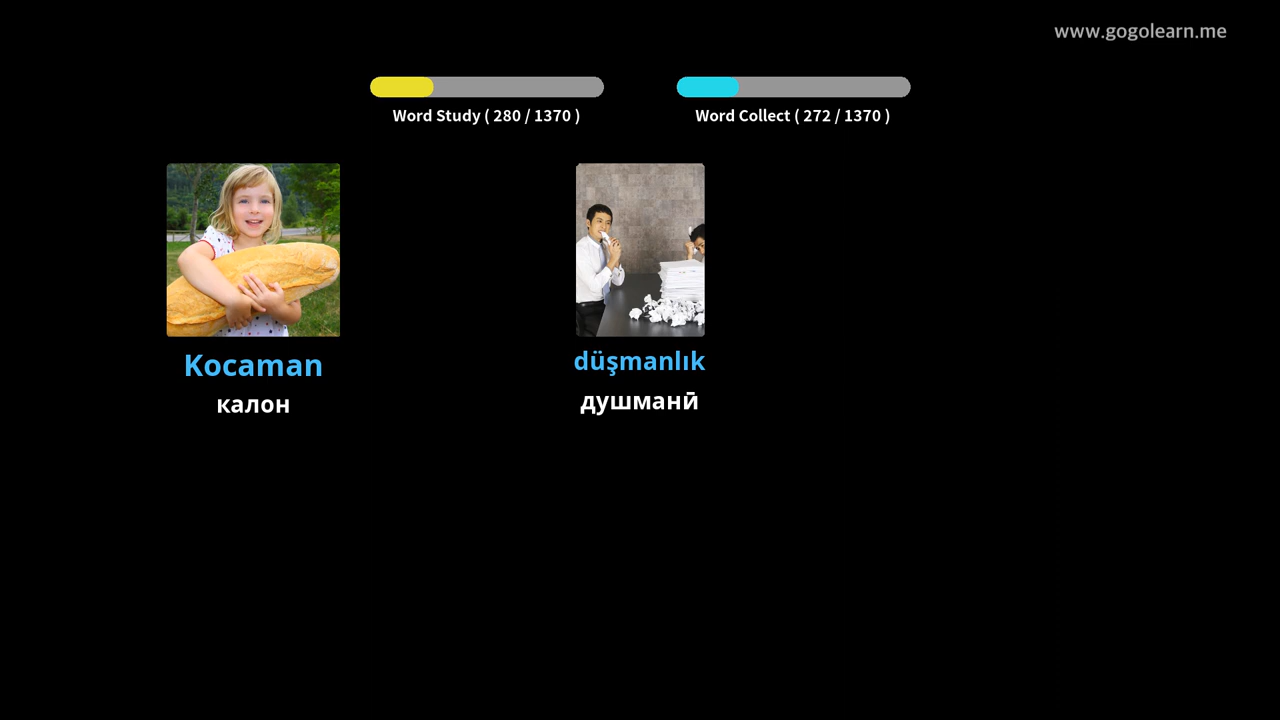 www.gogolearn.me
Word Study ( 280 / 1370 )
Word Collect ( 272 / 1370 )
Kocaman
калон
düşmanlık
душманӣ